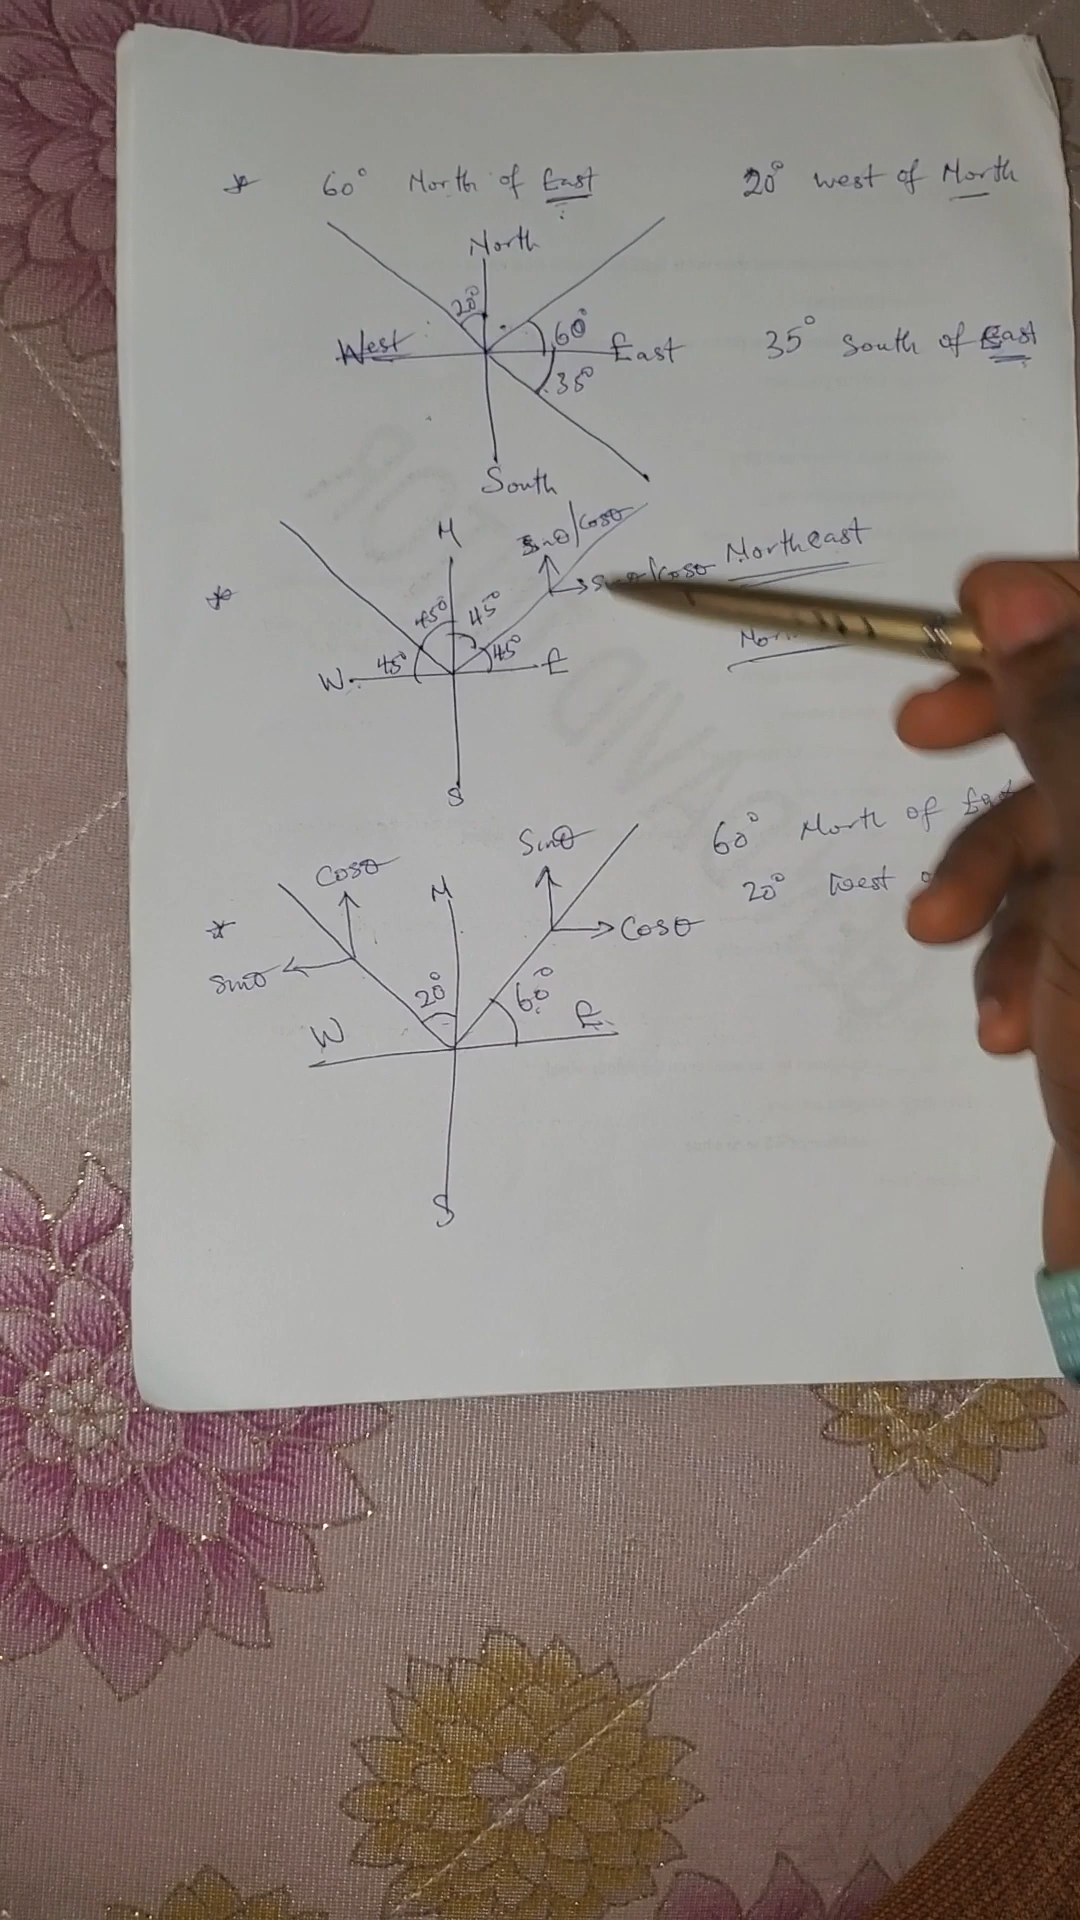 * 60° North of East 20° west of North
North
20°
60°
West East
35° South of East
35°
South
N
sinθ/cosθ
Northeast
*
45° 45°
W 45° 45° E
S
60° North of
Sinθ
Cosθ
N
20° West
*
Cosθ
Sinθ
20° 60°
W E
S